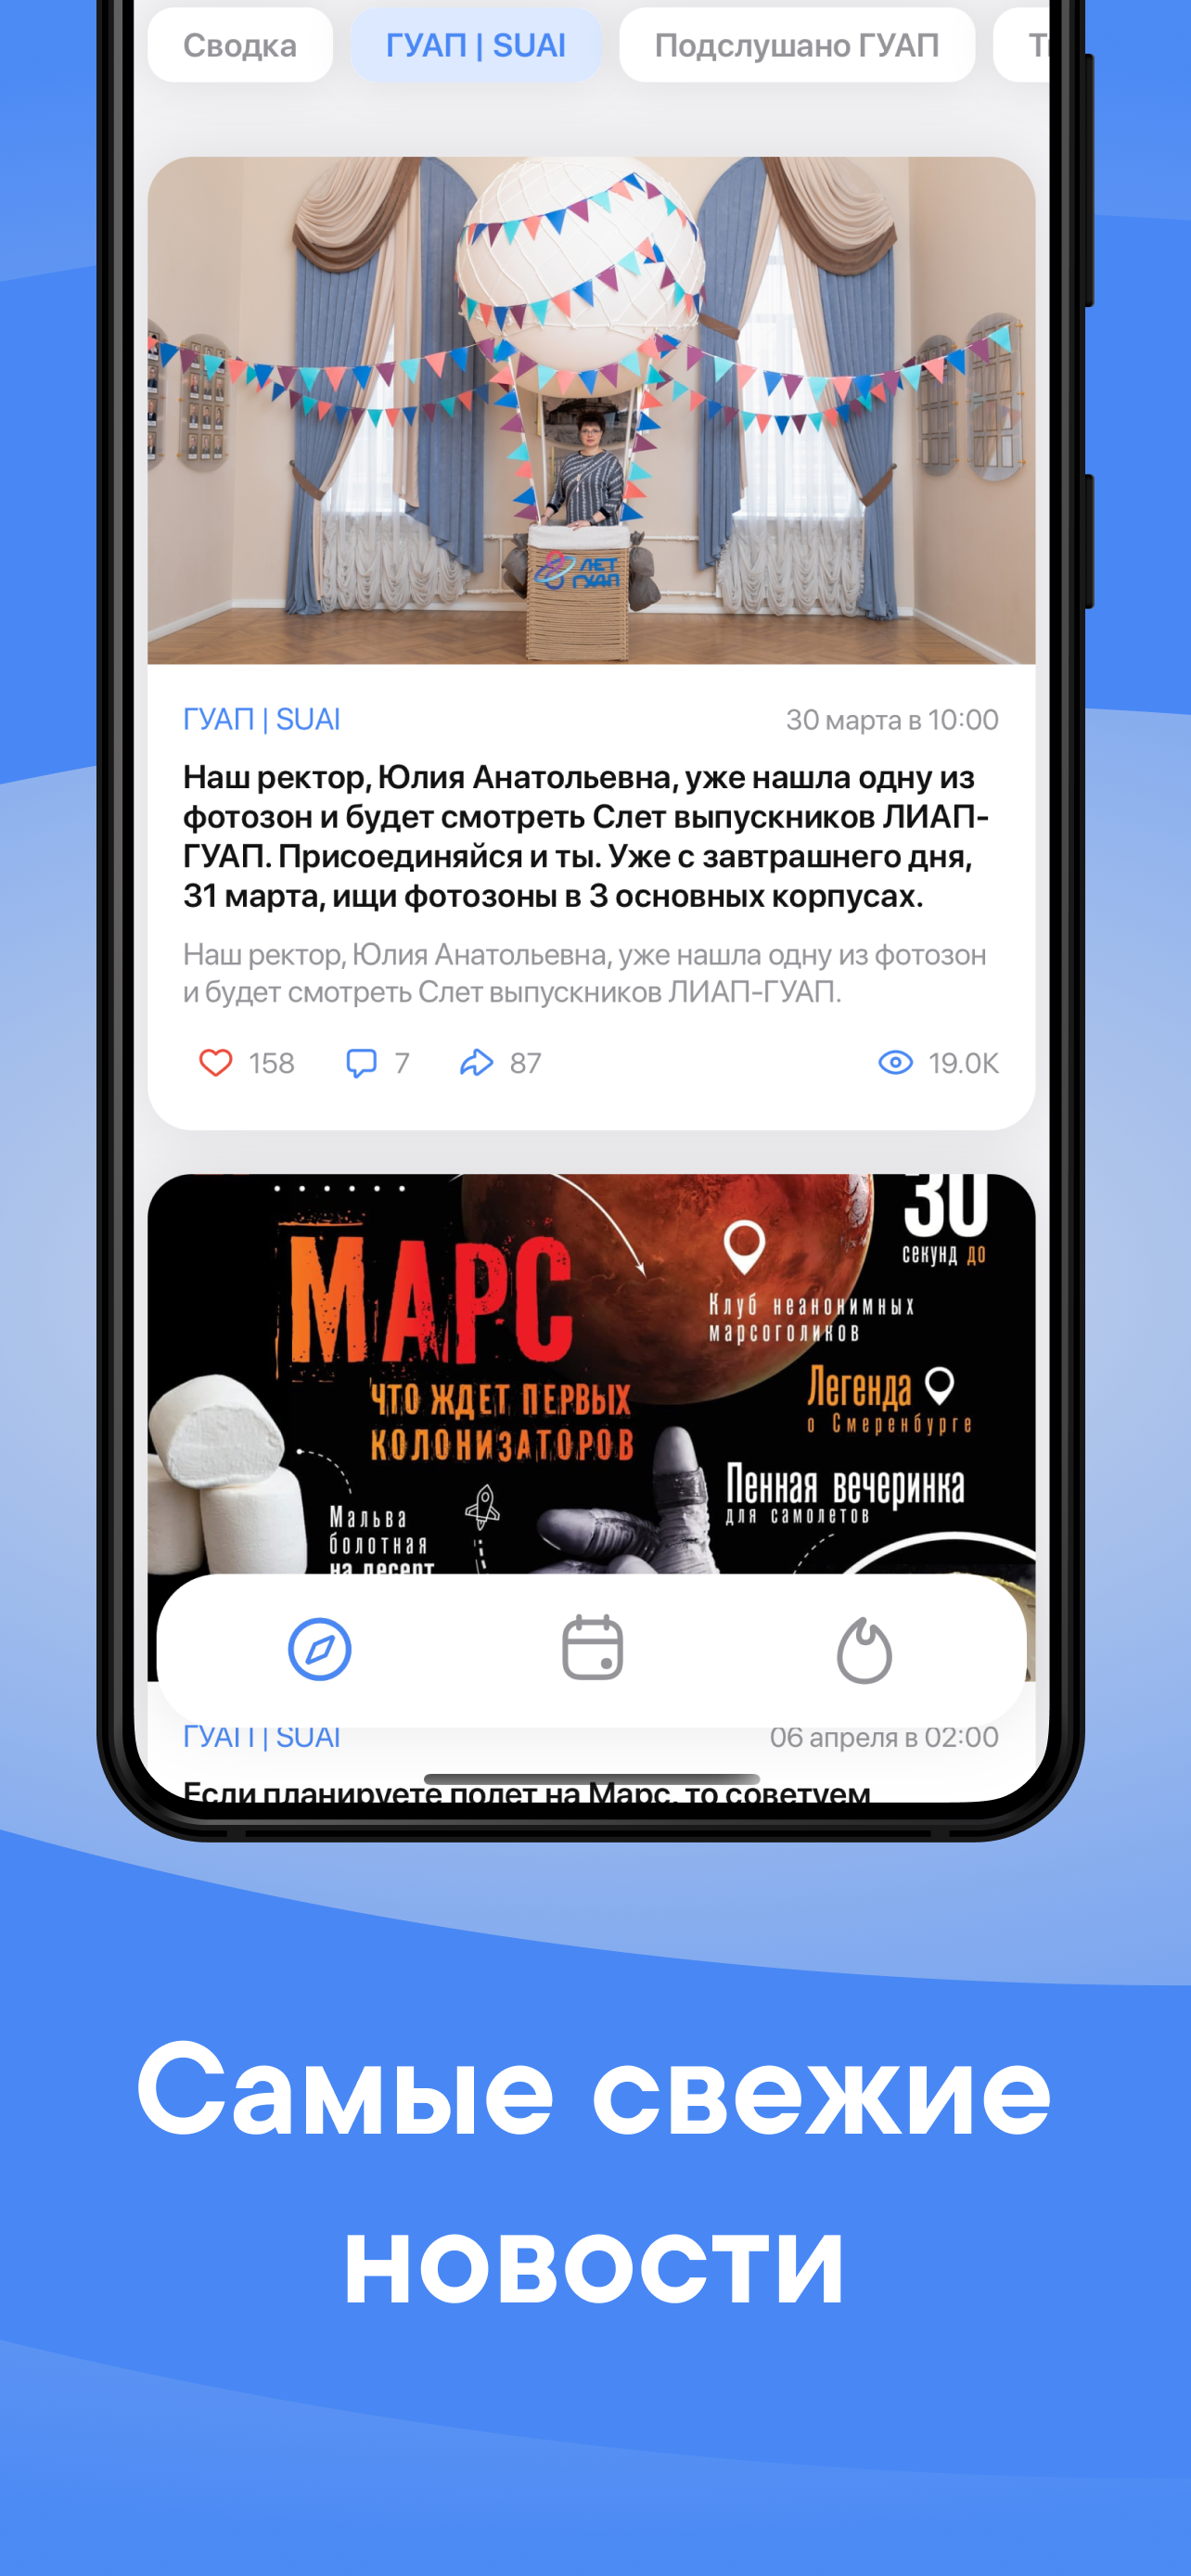 Сводка
ГУАП | SUAI
Подслушано ГУАП
ЛЕТ
ГУАП
ГУАП | SUAI
30 марта в 10:00
Наш ректор, Юлия Анатольевна, уже нашла одну из
фотозон и будет смотреть Слет выпускников ЛИАП-
ГУАП. Присоединяйся и ты. Уже с завтрашнего дня,
31 марта, ищи фотозоны в 3 основных корпусах.
Наш ректор, Юлия Анатольевна, уже нашла одну из фотозон
и будет смотреть Слет выпускников ЛИАП-ГУАП.
158
7
87
19.0K
30
секунд до
МАРС
Клуб неанонимных
марсоголиков
ЧТО ЖДЕТ ПЕРВЫХ
КОЛОНИЗАТОРОВ
Легенда
о Смеренбурге
Пенная вечеринка
для самолетов
Мальва
болотная
на десерт
ГУАП | SUAI
06 апреля в 02:00
Если планируете полет на Марс, то советуем
Самые свежие
новости